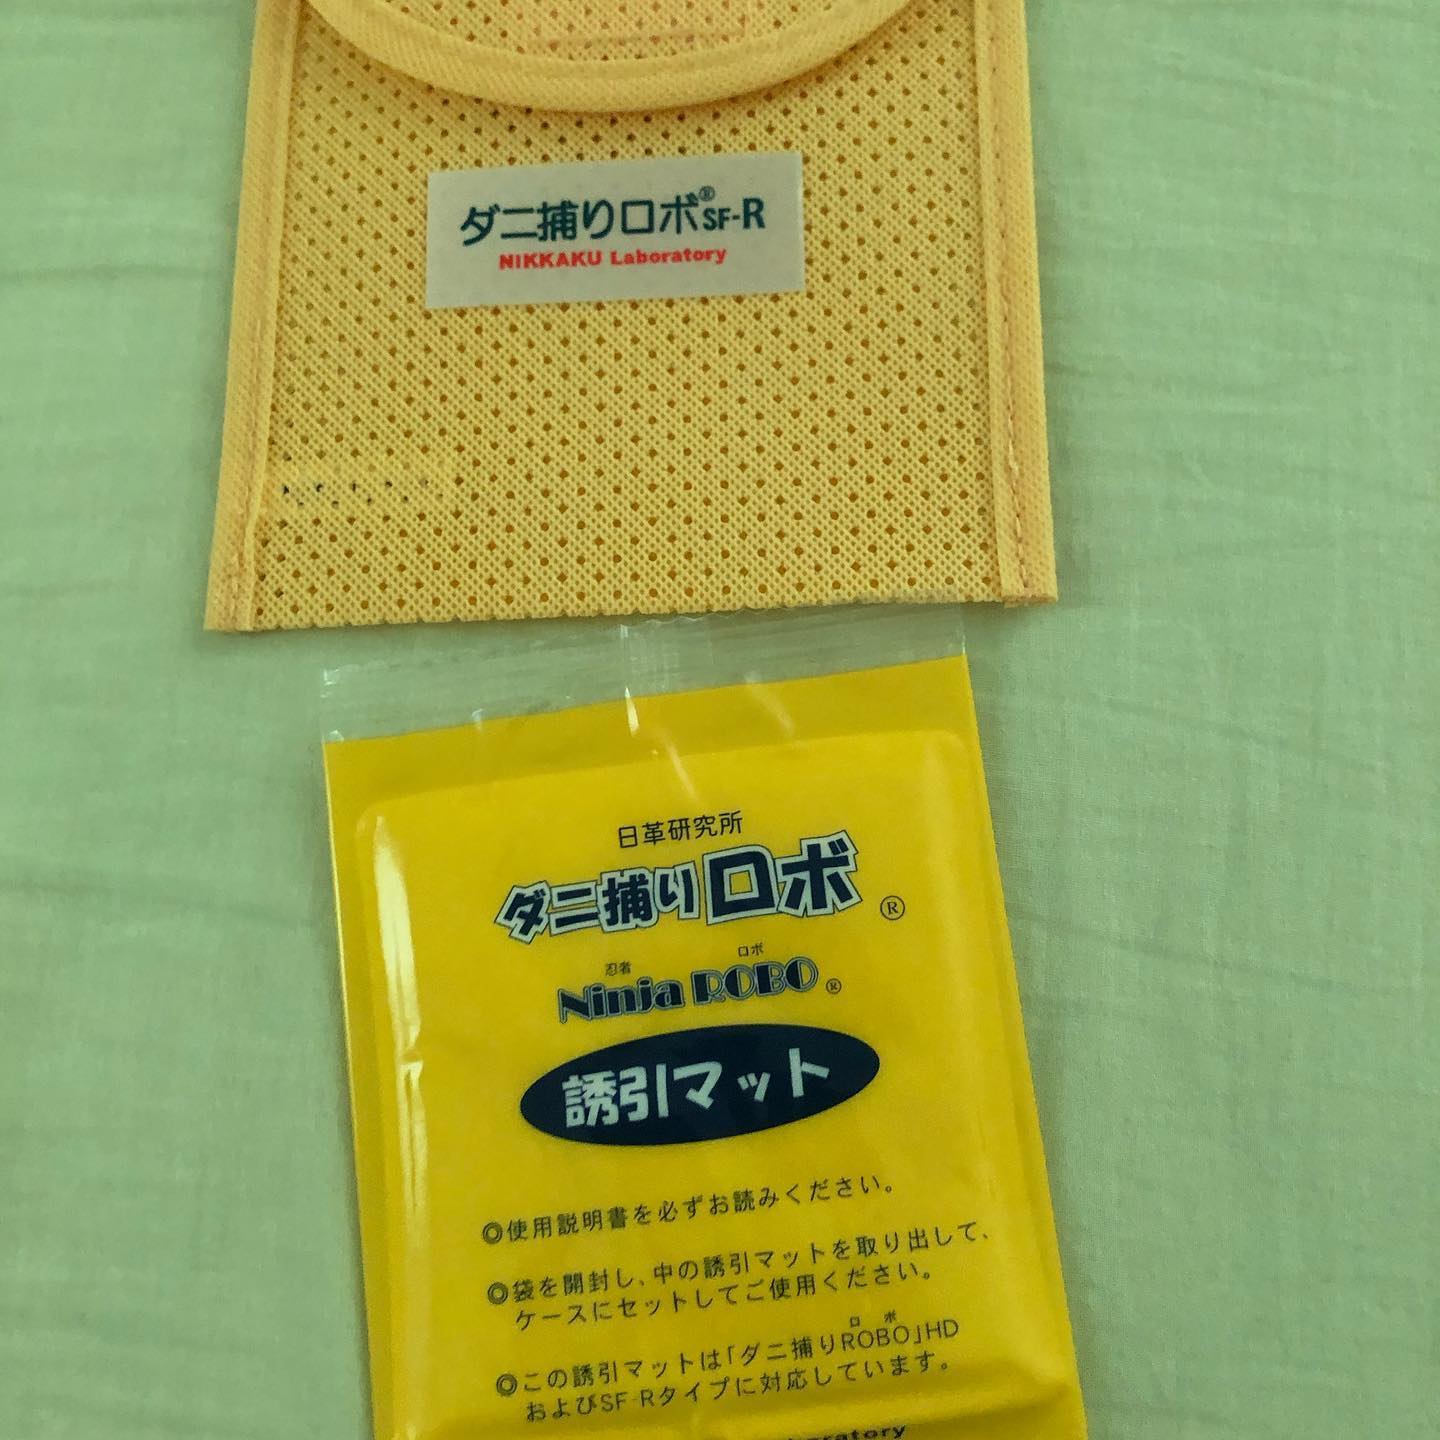 ダニ捕りロボ®SF-R
NIKKAKU Laboratory
日革研究所
ダニ捕りロボ®
忍者 ロボ
Ninja ROBO®
誘引マット
◎使用説明書を必ずお読みください。
◎袋を開封し、中の誘引マットを取り出して、
ケースにセットしてご使用ください。
ロ ボ
◎この誘引マットは「ダニ捕りROBO」HD
およびSF-Rタイプに対応しています。